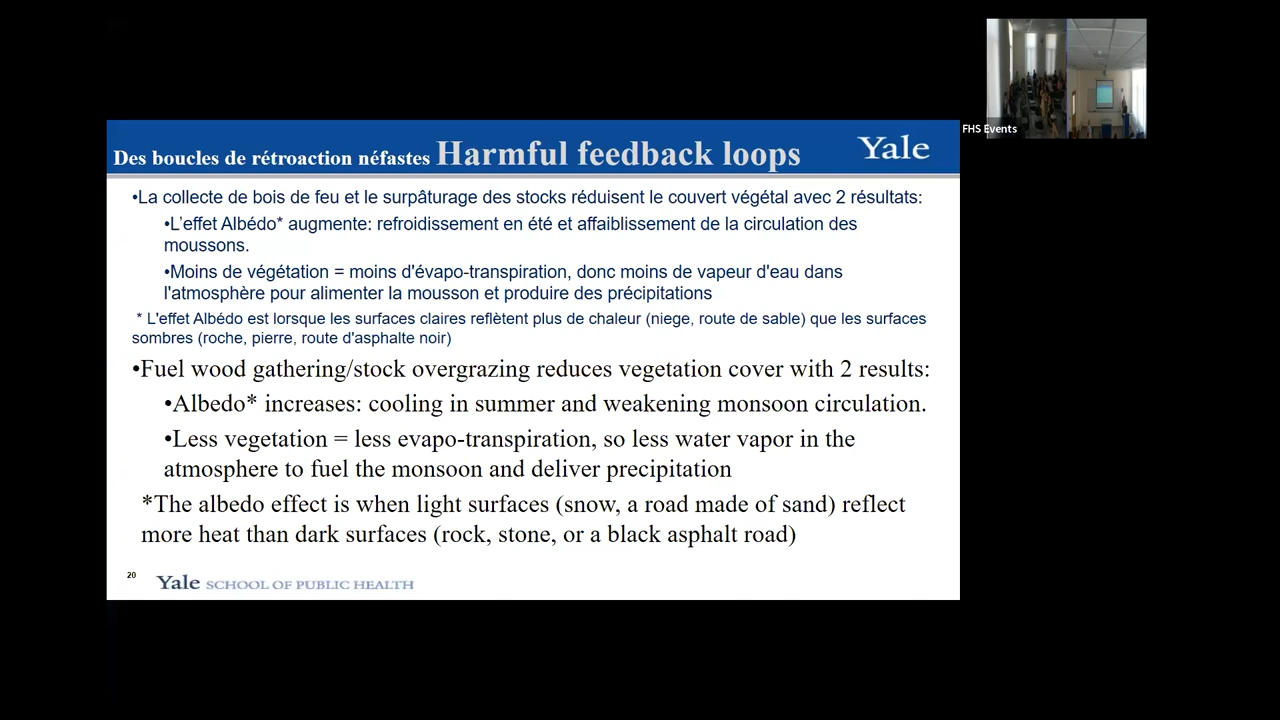 FHS Events
Des boucles de rétroaction néfastes Harmful feedback loops
Yale
•La collecte de bois de feu et le surpâturage des stocks réduisent le couvert végétal avec 2 résultats:
•L'effet Albédo* augmente: refroidissement en été et affaiblissement de la circulation des
moussons.
•Moins de végétation = moins d'évapo-transpiration, donc moins de vapeur d'eau dans
l'atmosphère pour alimenter la mousson et produire des précipitations
* L'effet Albédo est lorsque les surfaces claires reflètent plus de chaleur (niege, route de sable) que les surfaces
sombres (roche, pierre, route d'asphalte noir)
•Fuel wood gathering/stock overgrazing reduces vegetation cover with 2 results:
•Albedo* increases: cooling in summer and weakening monsoon circulation.
•Less vegetation = less evapo-transpiration, so less water vapor in the
atmosphere to fuel the monsoon and deliver precipitation
*The albedo effect is when light surfaces (snow, a road made of sand) reflect
more heat than dark surfaces (rock, stone, or a black asphalt road)
20
Yale SCHOOL OF PUBLIC HEALTH